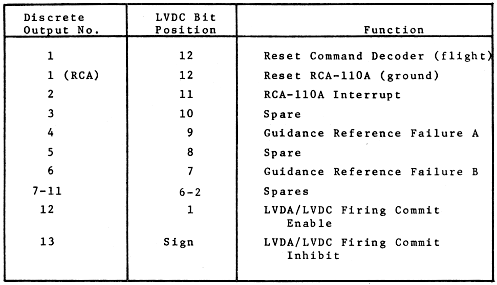 Discrete Output No. LVDC Bit Position Function
1 12 Reset Command Decoder (flight)
1 (RCA) 12 Reset RCA-110A (ground)
2 11 RCA-110A Interrupt
3 10 Spare
4 9 Guidance Reference Failure A
5 8 Spare
6 7 Guidance Reference Failure B
7-11 6-2 Spares
12 1 LVDA/LVDC Firing Commit
Enable
13 Sign LVDA/LVDC Firing Commit
Inhibit